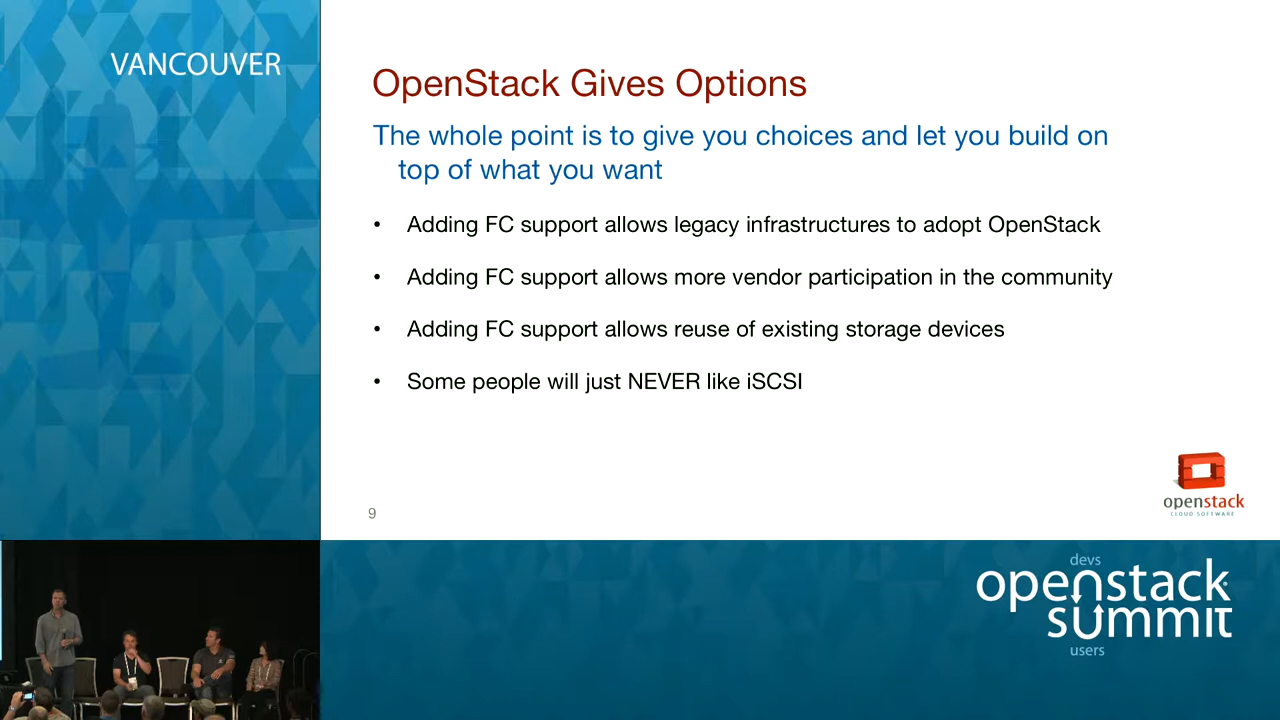 VANCOUVER
OpenStack Gives Options
The whole point is to give you choices and let you build on
top of what you want
• Adding FC support allows legacy infrastructures to adopt OpenStack
• Adding FC support allows more vendor participation in the community
• Adding FC support allows reuse of existing storage devices
• Some people will just NEVER like iSCSI
openstack
CLOUD SOFTWARE
9
devs
openstack
summit
users